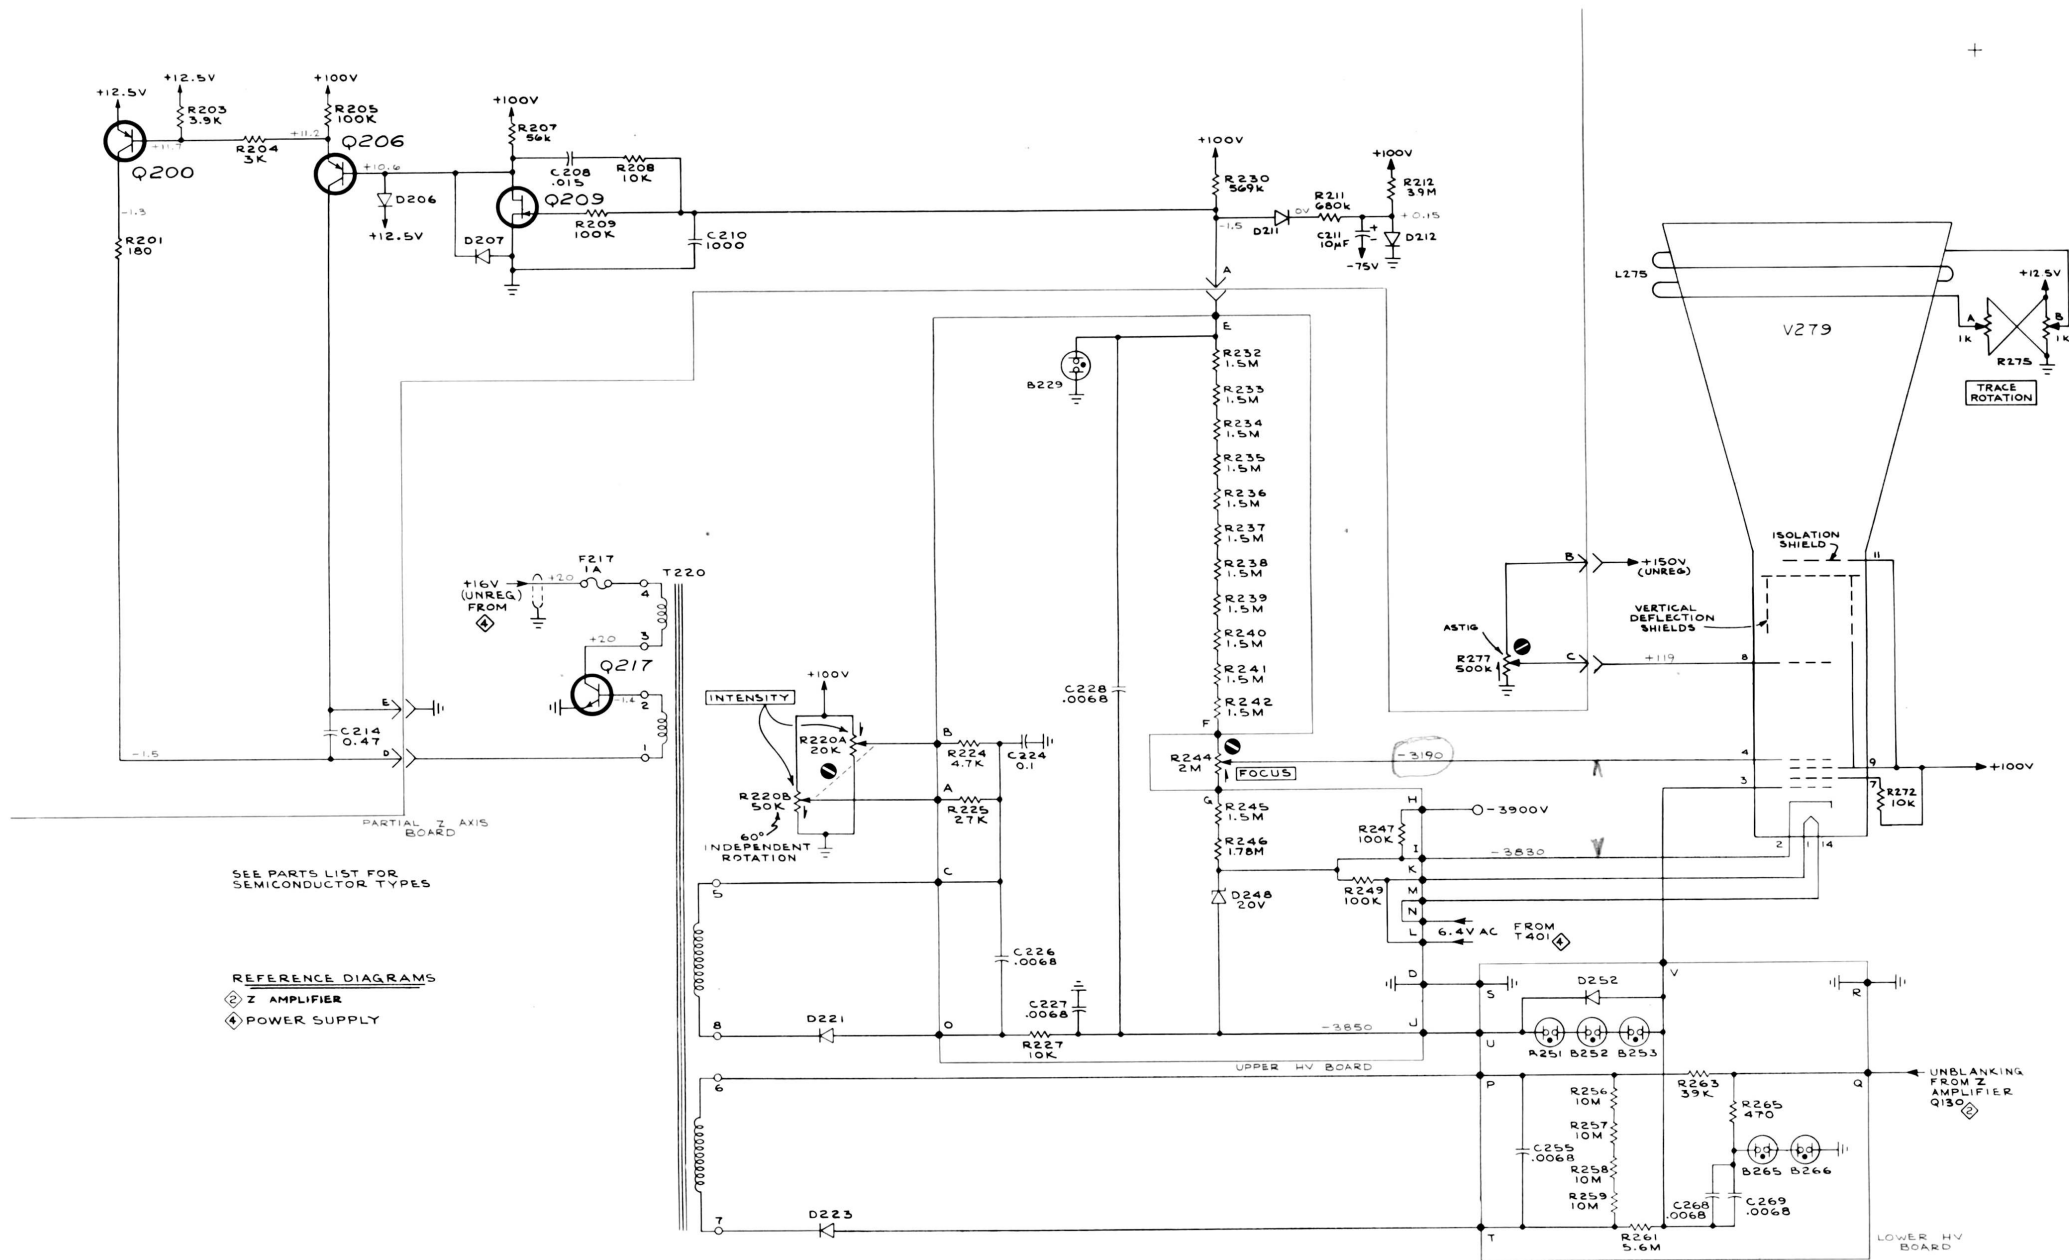 +12.5V
+12.5V
+100V
R203
3.9K
R205
100K
+11.2
+11.7
R204
3K
Q206
Q200
+10.6
+100V
R207
56K
C208
.015
R208
10K
Q209
R209
100K
D206
+12.5V
D207
C210
1000
-1.3
R201
180
+100V
R230
569K
+100V
R212
39M
R211
680K
0V
+0.15
-1.5
D211
C211
10µF
+
-
D212
-75V
A
E
B229
R232
1.5M
R233
1.5M
R234
1.5M
R235
1.5M
R236
1.5M
R237
1.5M
R238
1.5M
R239
1.5M
R240
1.5M
R241
1.5M
R242
1.5M
F
C228
.0068
R244
2M
FOCUS
G
R245
1.5M
R246
1.78M
D248
20V
L275
V279
+12.5V
A
1K
B
1K
R275
TRACE
ROTATION
ISOLATION
SHIELD
11
VERTICAL
DEFLECTION
SHIELDS
B
+150V
(UNREG)
ASTIG
R277
500K
C
+119
8
-3190
4
9
+100V
3
7
R272
10K
2
1
14
+16V
(UNREG)
FROM
4
+20
F217
1A
T220
4
+20
3
Q217
-1.4
2
1
E
C214
0.47
-1.5
D
PARTIAL Z AXIS
BOARD
+100V
INTENSITY
R220A
20K
B
R224
4.7K
C224
0.1
R220B
50K
A
R225
27K
60°
INDEPENDENT
ROTATION
C
5
C226
.0068
C227
.0068
D221
8
O
R227
10K
UPPER HV BOARD
H
-3900V
R247
100K
I
-3830
K
R249
100K
M
N
L
6.4V AC
FROM
T401 4
D
S
J
-3850
U
D252
V
R
B251 B252 B253
6
P
R263
39K
Q
UNBLANKING
FROM Z
AMPLIFIER
Q130 2
R256
10M
R257
10M
R258
10M
R259
10M
R265
470
C255
.0068
B265 B266
C268
.0068
C269
.0068
7
D223
T
R261
5.6M
LOWER HV
BOARD
SEE PARTS LIST FOR
SEMICONDUCTOR TYPES
REFERENCE DIAGRAMS
2 Z AMPLIFIER
4 POWER SUPPLY